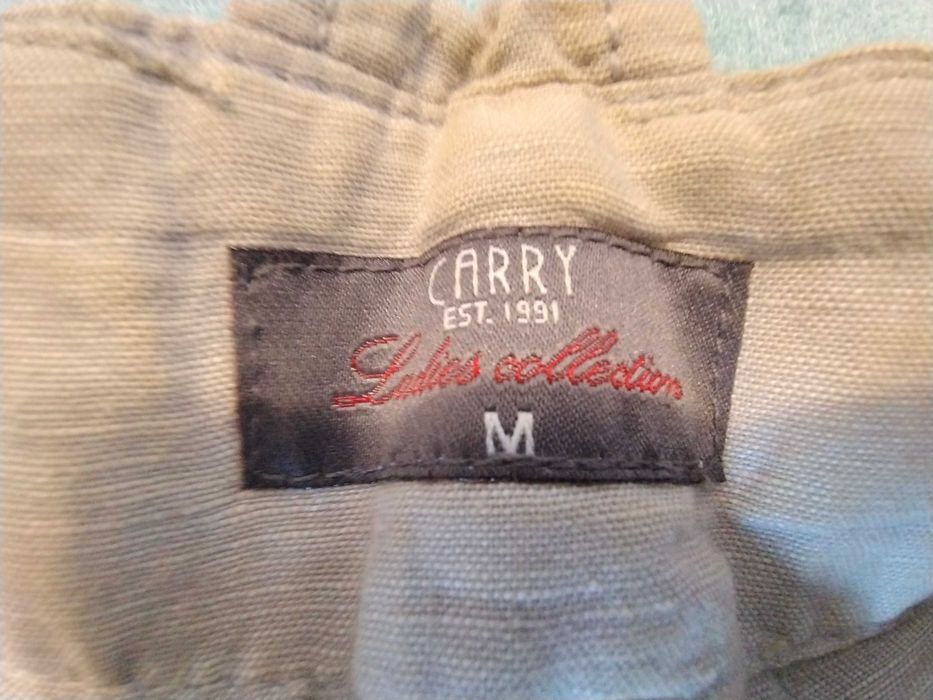 CARRY
EST. 1991
Ladies collection
M